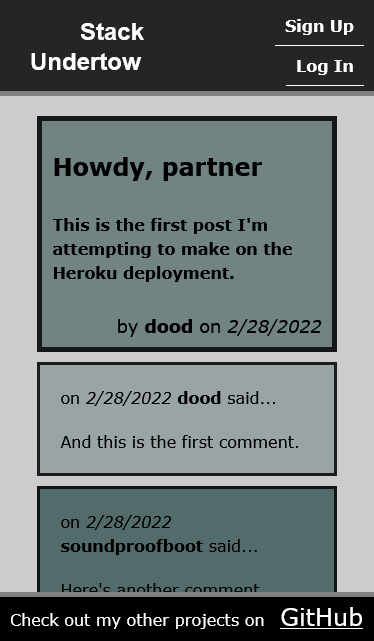 Stack
Undertow
Sign Up
Log In
Howdy, partner
This is the first post I'm
attempting to make on the
Heroku deployment.
by dood on 2/28/2022
on 2/28/2022 dood said...
And this is the first comment.
on 2/28/2022
soundproofboot said...
Here's another comment
Check out my other projects on GitHub